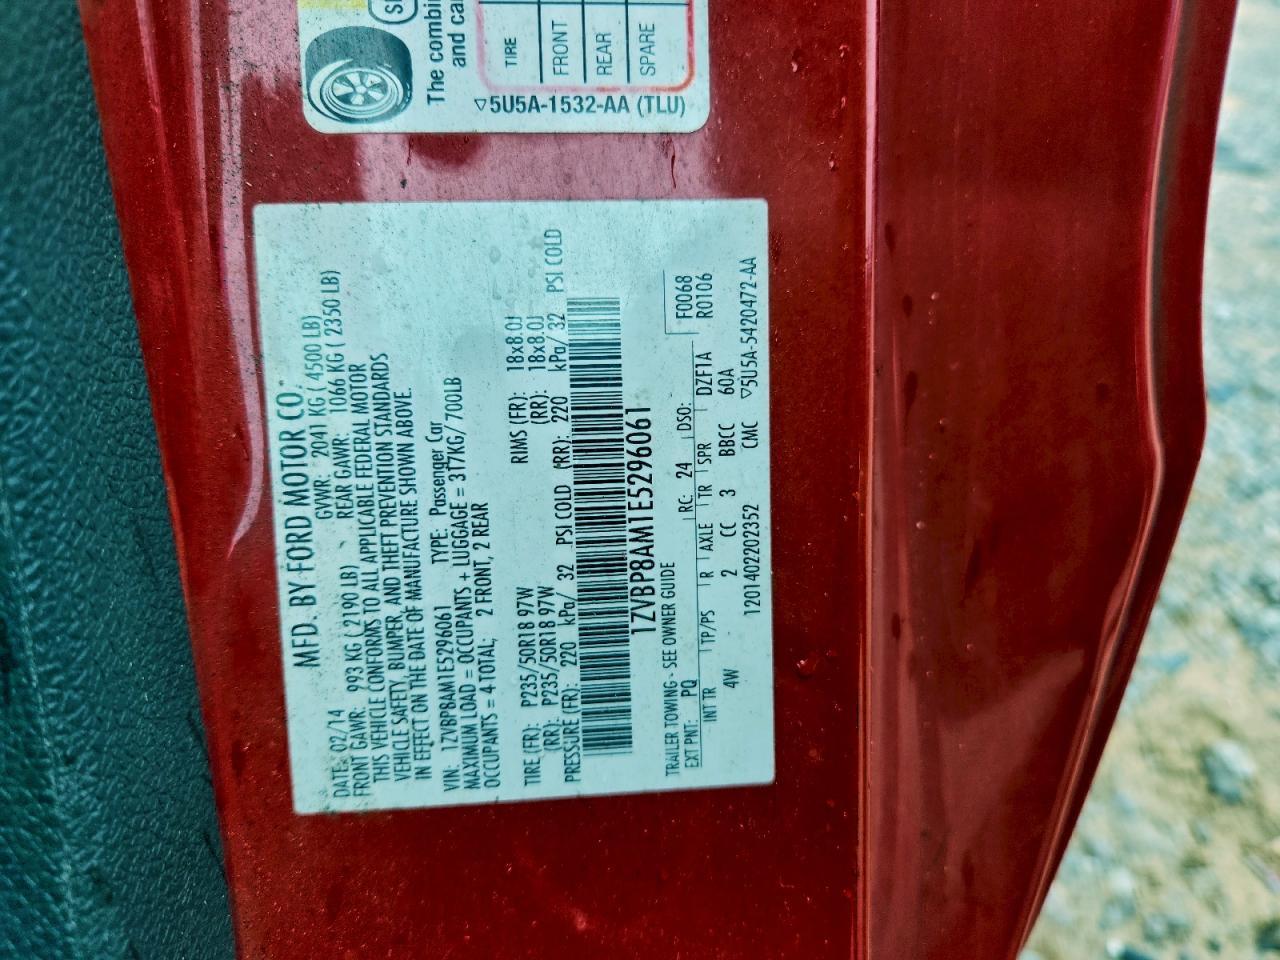 The combin
and ca
TIRE
FRONT
REAR
SPARE
▽5U5A-1532-AA (TLU)
MFD. BY FORD MOTOR CO.
DATE: 02/14 GVWR: 2041 KG ( 4500 LB)
FRONT GAWR: 993 KG ( 2190 LB) REAR GAWR: 1066 KG ( 2350 LB)
THIS VEHICLE CONFORMS TO ALL APPLICABLE FEDERAL MOTOR
VEHICLE SAFETY, BUMPER, AND THEFT PREVENTION STANDARDS
IN EFFECT ON THE DATE OF MANUFACTURE SHOWN ABOVE.
VIN: 1ZVBP8AM1E5296061 TYPE: Passenger Car
MAXIMUM LOAD = OCCUPANTS + LUGGAGE = 317KG/700LB
OCCUPANTS = 4 TOTAL; 2 FRONT, 2 REAR
TIRE (FR): P235/50R18 97W RIMS (FR): 18x8.0J
(RR): P235/50R18 97W (RR): 18x8.0J
PRESSURE (FR): 220 kPa/ 32 PSI COLD (RR): 220 kPa/ 32 PSI COLD
1ZVBP8AM1E5296061
TRAILER TOWING - SEE OWNER GUIDE
EXT PNT: PQ RC: 24 DSO: F0068
INT TR TP/PS R AXLE TR SPR DZF1A R0106
4W 2 CC 3 BBCC 60A
1201402202352 CMC ▽5U5A-5420472-AA